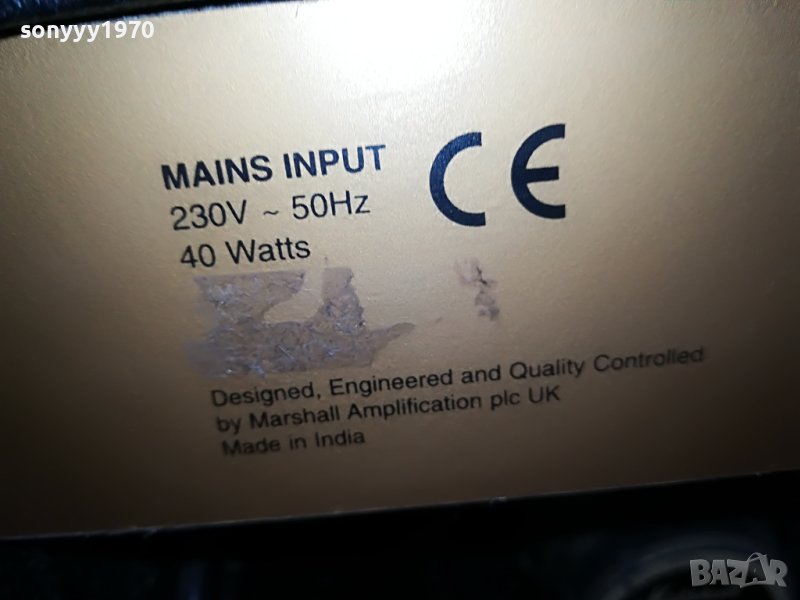 sonyyy1970
MAINS INPUT
230V ~ 50Hz
40 Watts
CE
Designed, Engineered and Quality Controlled
by Marshall Amplification plc UK
Made in India
BAZAR